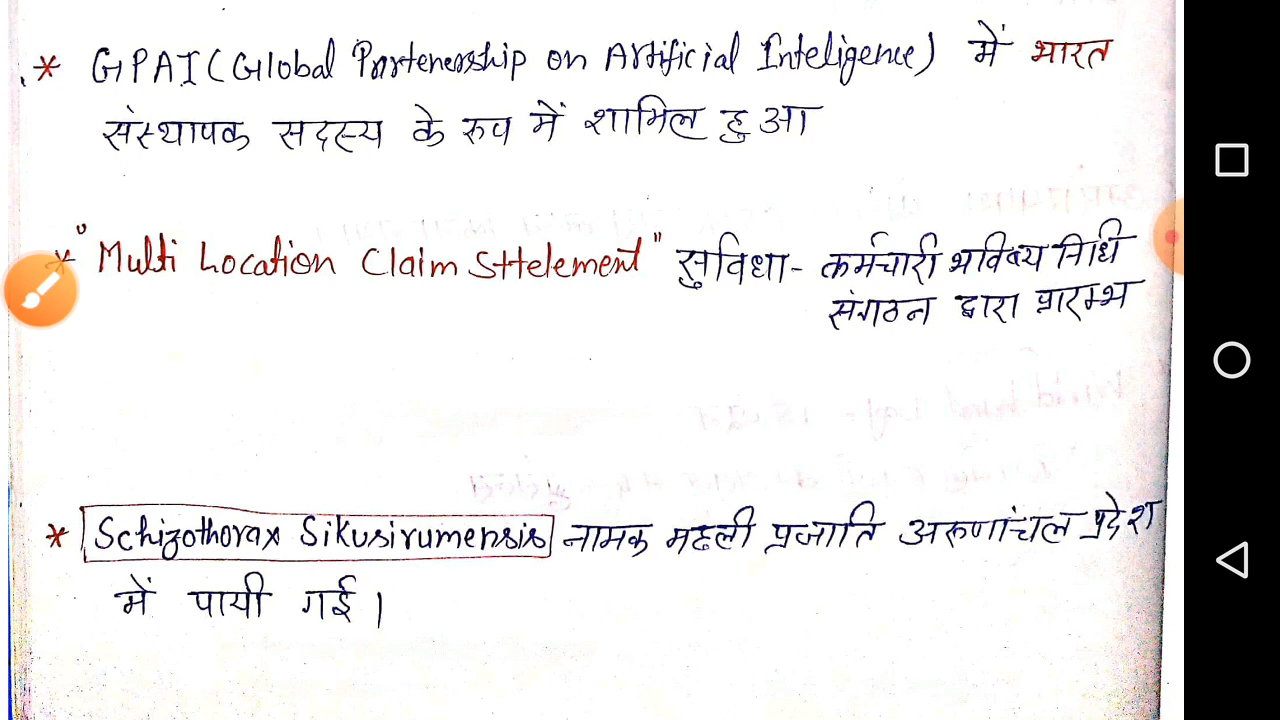 * GPAI (Global Partenership on Artificial Inteligence) में भारत
संस्थापक सदस्य के रुप में शामिल हुआ
* "Multi Location Claim Sttelement" सुविधा - कर्मचारी भविष्य निधि
संगठन द्वारा प्रारम्भ
* Schizothorax Sikusirumensis नामक मछली प्रजाति अरुणांचल प्रदेश
में पायी गई।